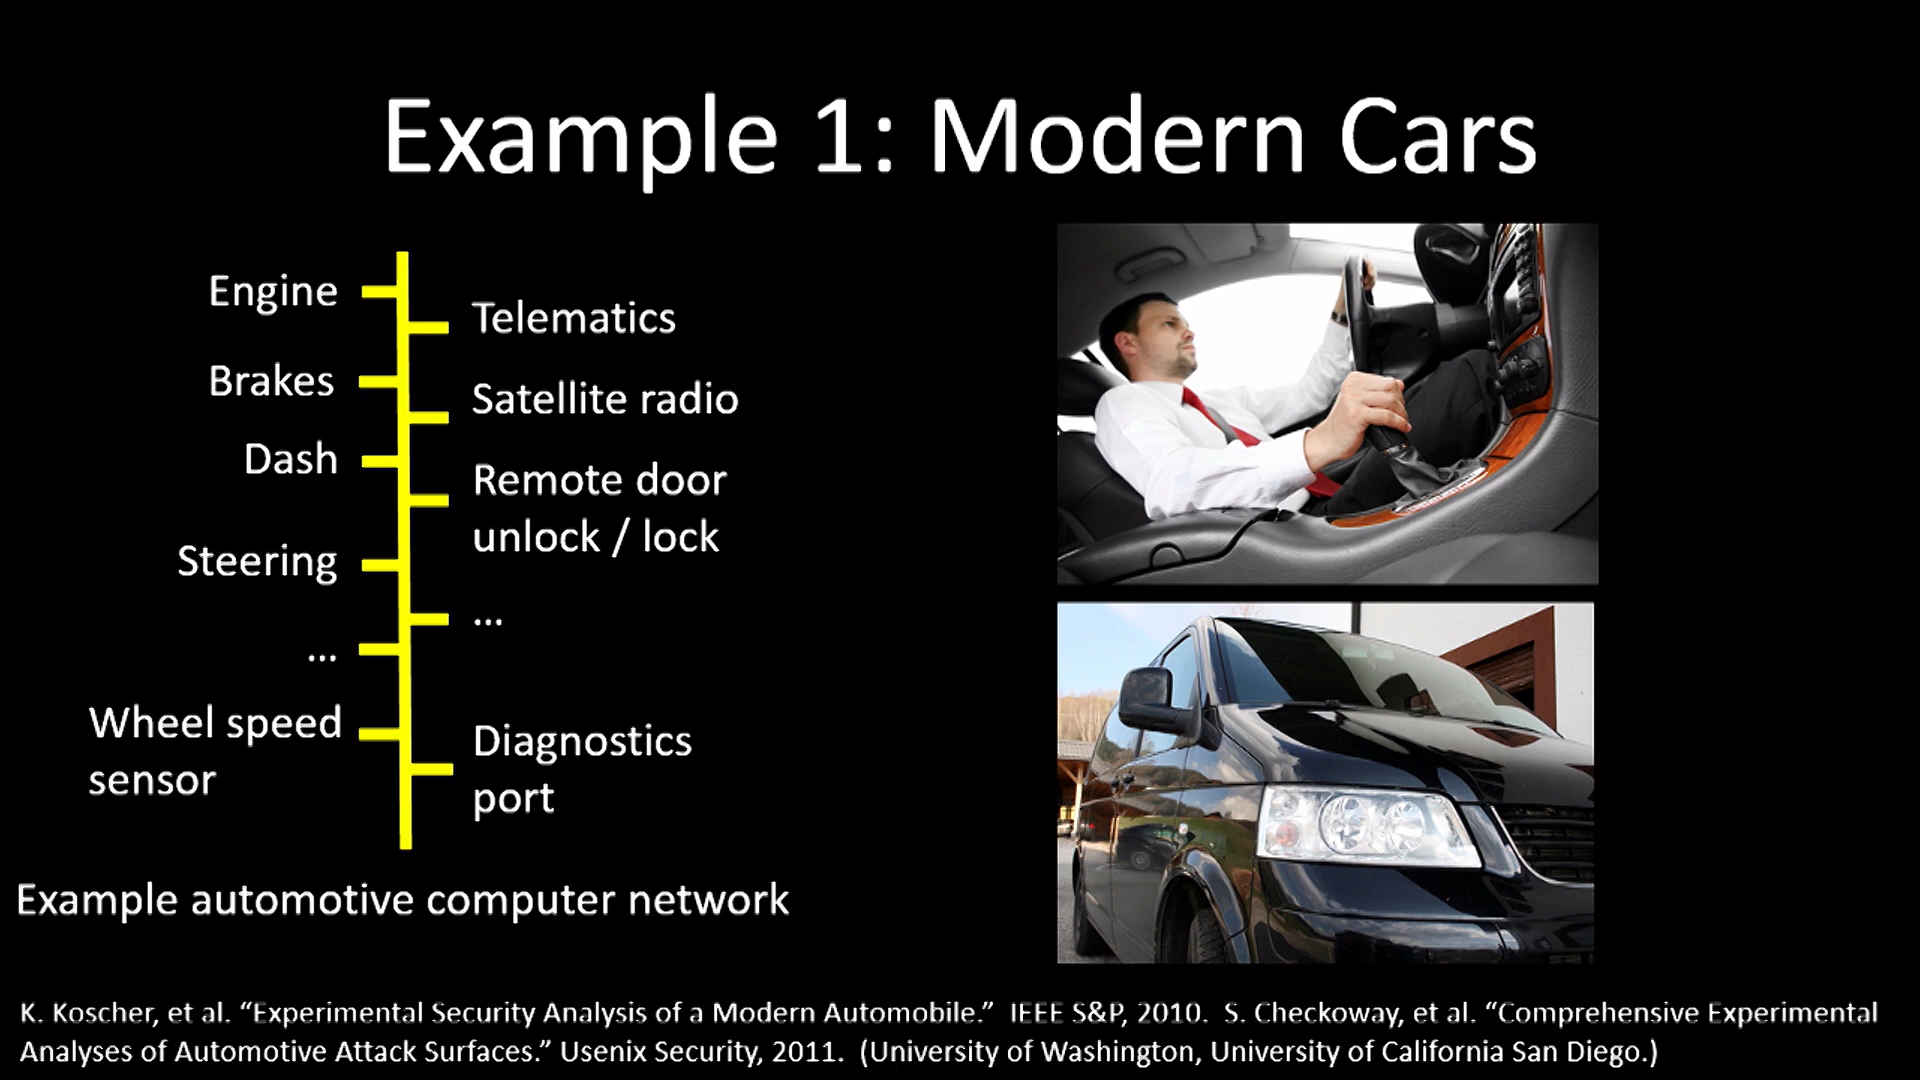 Example 1: Modern Cars
Engine
Telematics
Brakes
Satellite radio
Dash
Remote door
unlock / lock
Steering
...
...
Wheel speed
sensor
Diagnostics
port
Example automotive computer network
K. Koscher, et al. “Experimental Security Analysis of a Modern Automobile.”  IEEE S&P, 2010.  S. Checkoway, et al. “Comprehensive Experimental
Analyses of Automotive Attack Surfaces.” Usenix Security, 2011.  (University of Washington, University of California San Diego.)